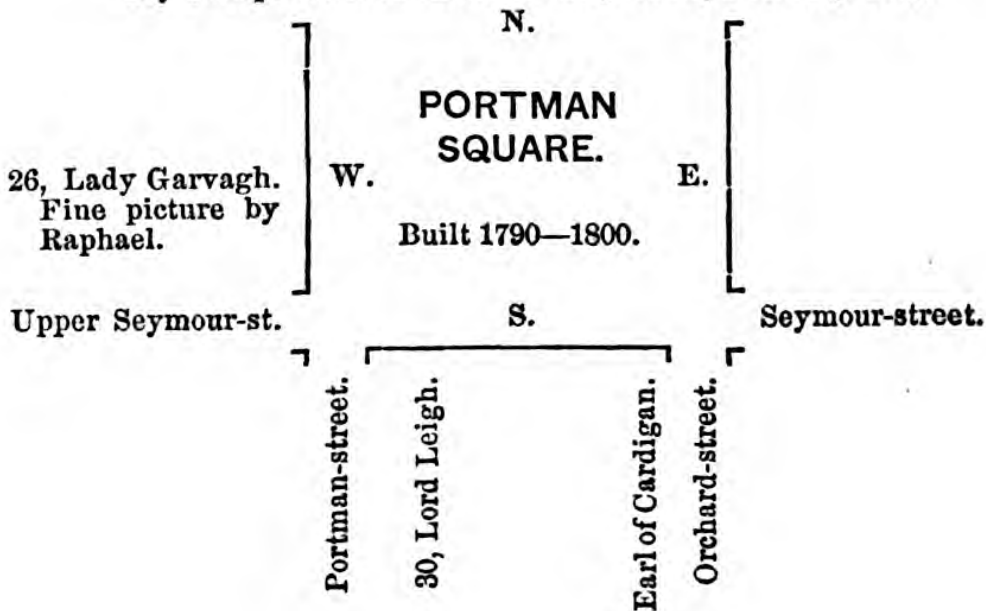 N.
PORTMAN
SQUARE.
W.
E.
26, Lady Garvagh.
Fine picture by
Raphael.
Built 1790—1800.
Upper Seymour-st.
S.
Seymour-street.
Portman-street.
30, Lord Leigh.
Earl of Cardigan.
Orchard-street.